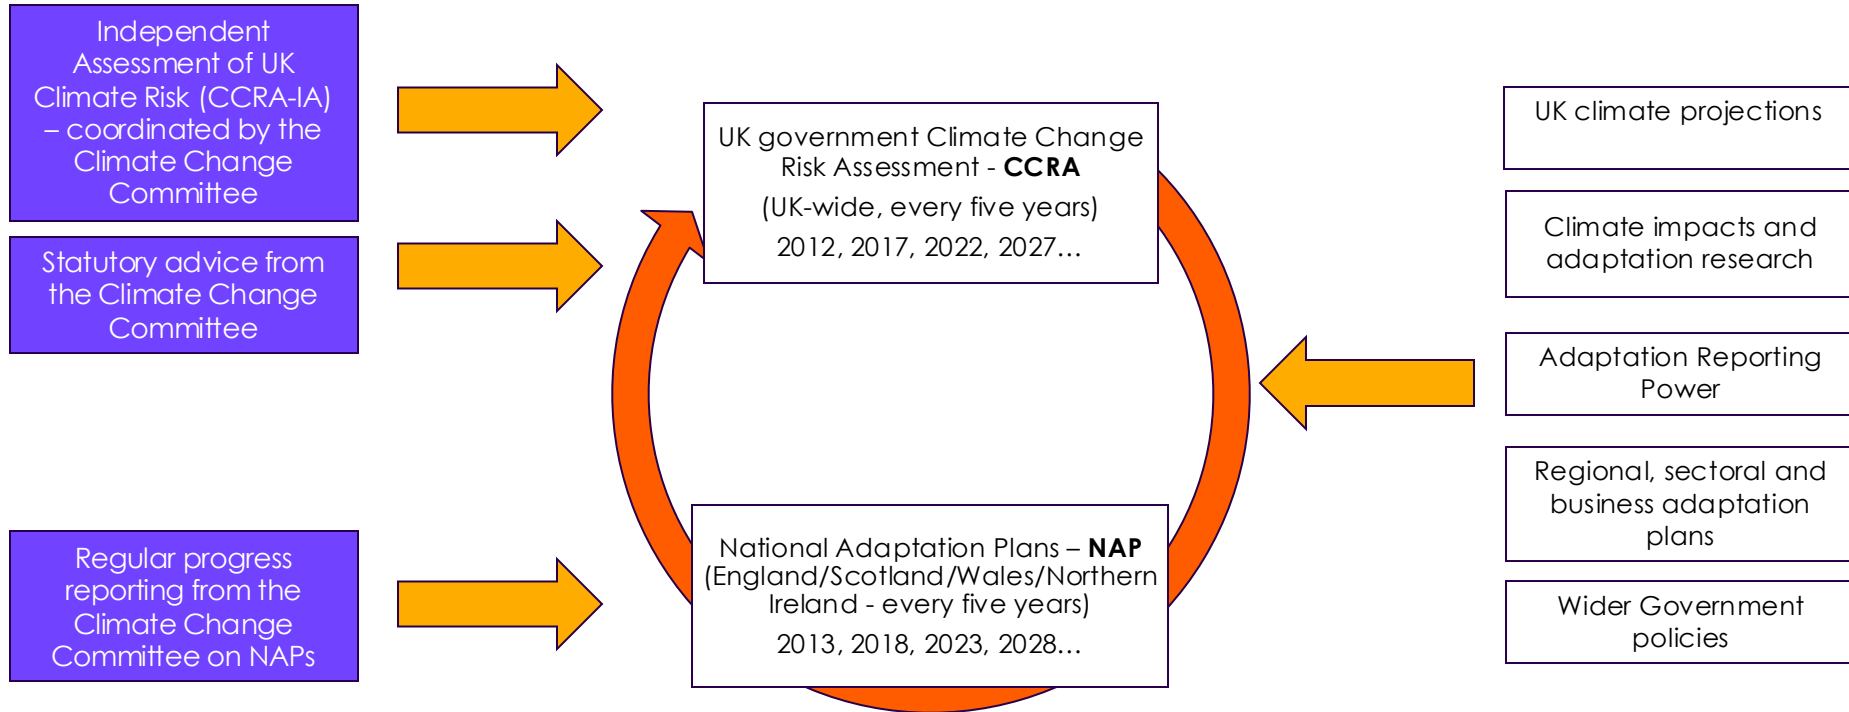 Independent
Assessment of UK
Climate Risk (CCRA-IA)
– coordinated by the
Climate Change
Committee
Statutory advice from
the Climate Change
Committee
Regular progress
reporting from the
Climate Change
Committee on NAPs
UK government Climate Change
Risk Assessment - CCRA
(UK-wide, every five years)
2012, 2017, 2022, 2027…
National Adaptation Plans – NAP
(England/Scotland/Wales/Northern
Ireland - every five years)
2013, 2018, 2023, 2028…
UK climate projections
Climate impacts and
adaptation research
Adaptation Reporting
Power
Regional, sectoral and
business adaptation
plans
Wider Government
policies